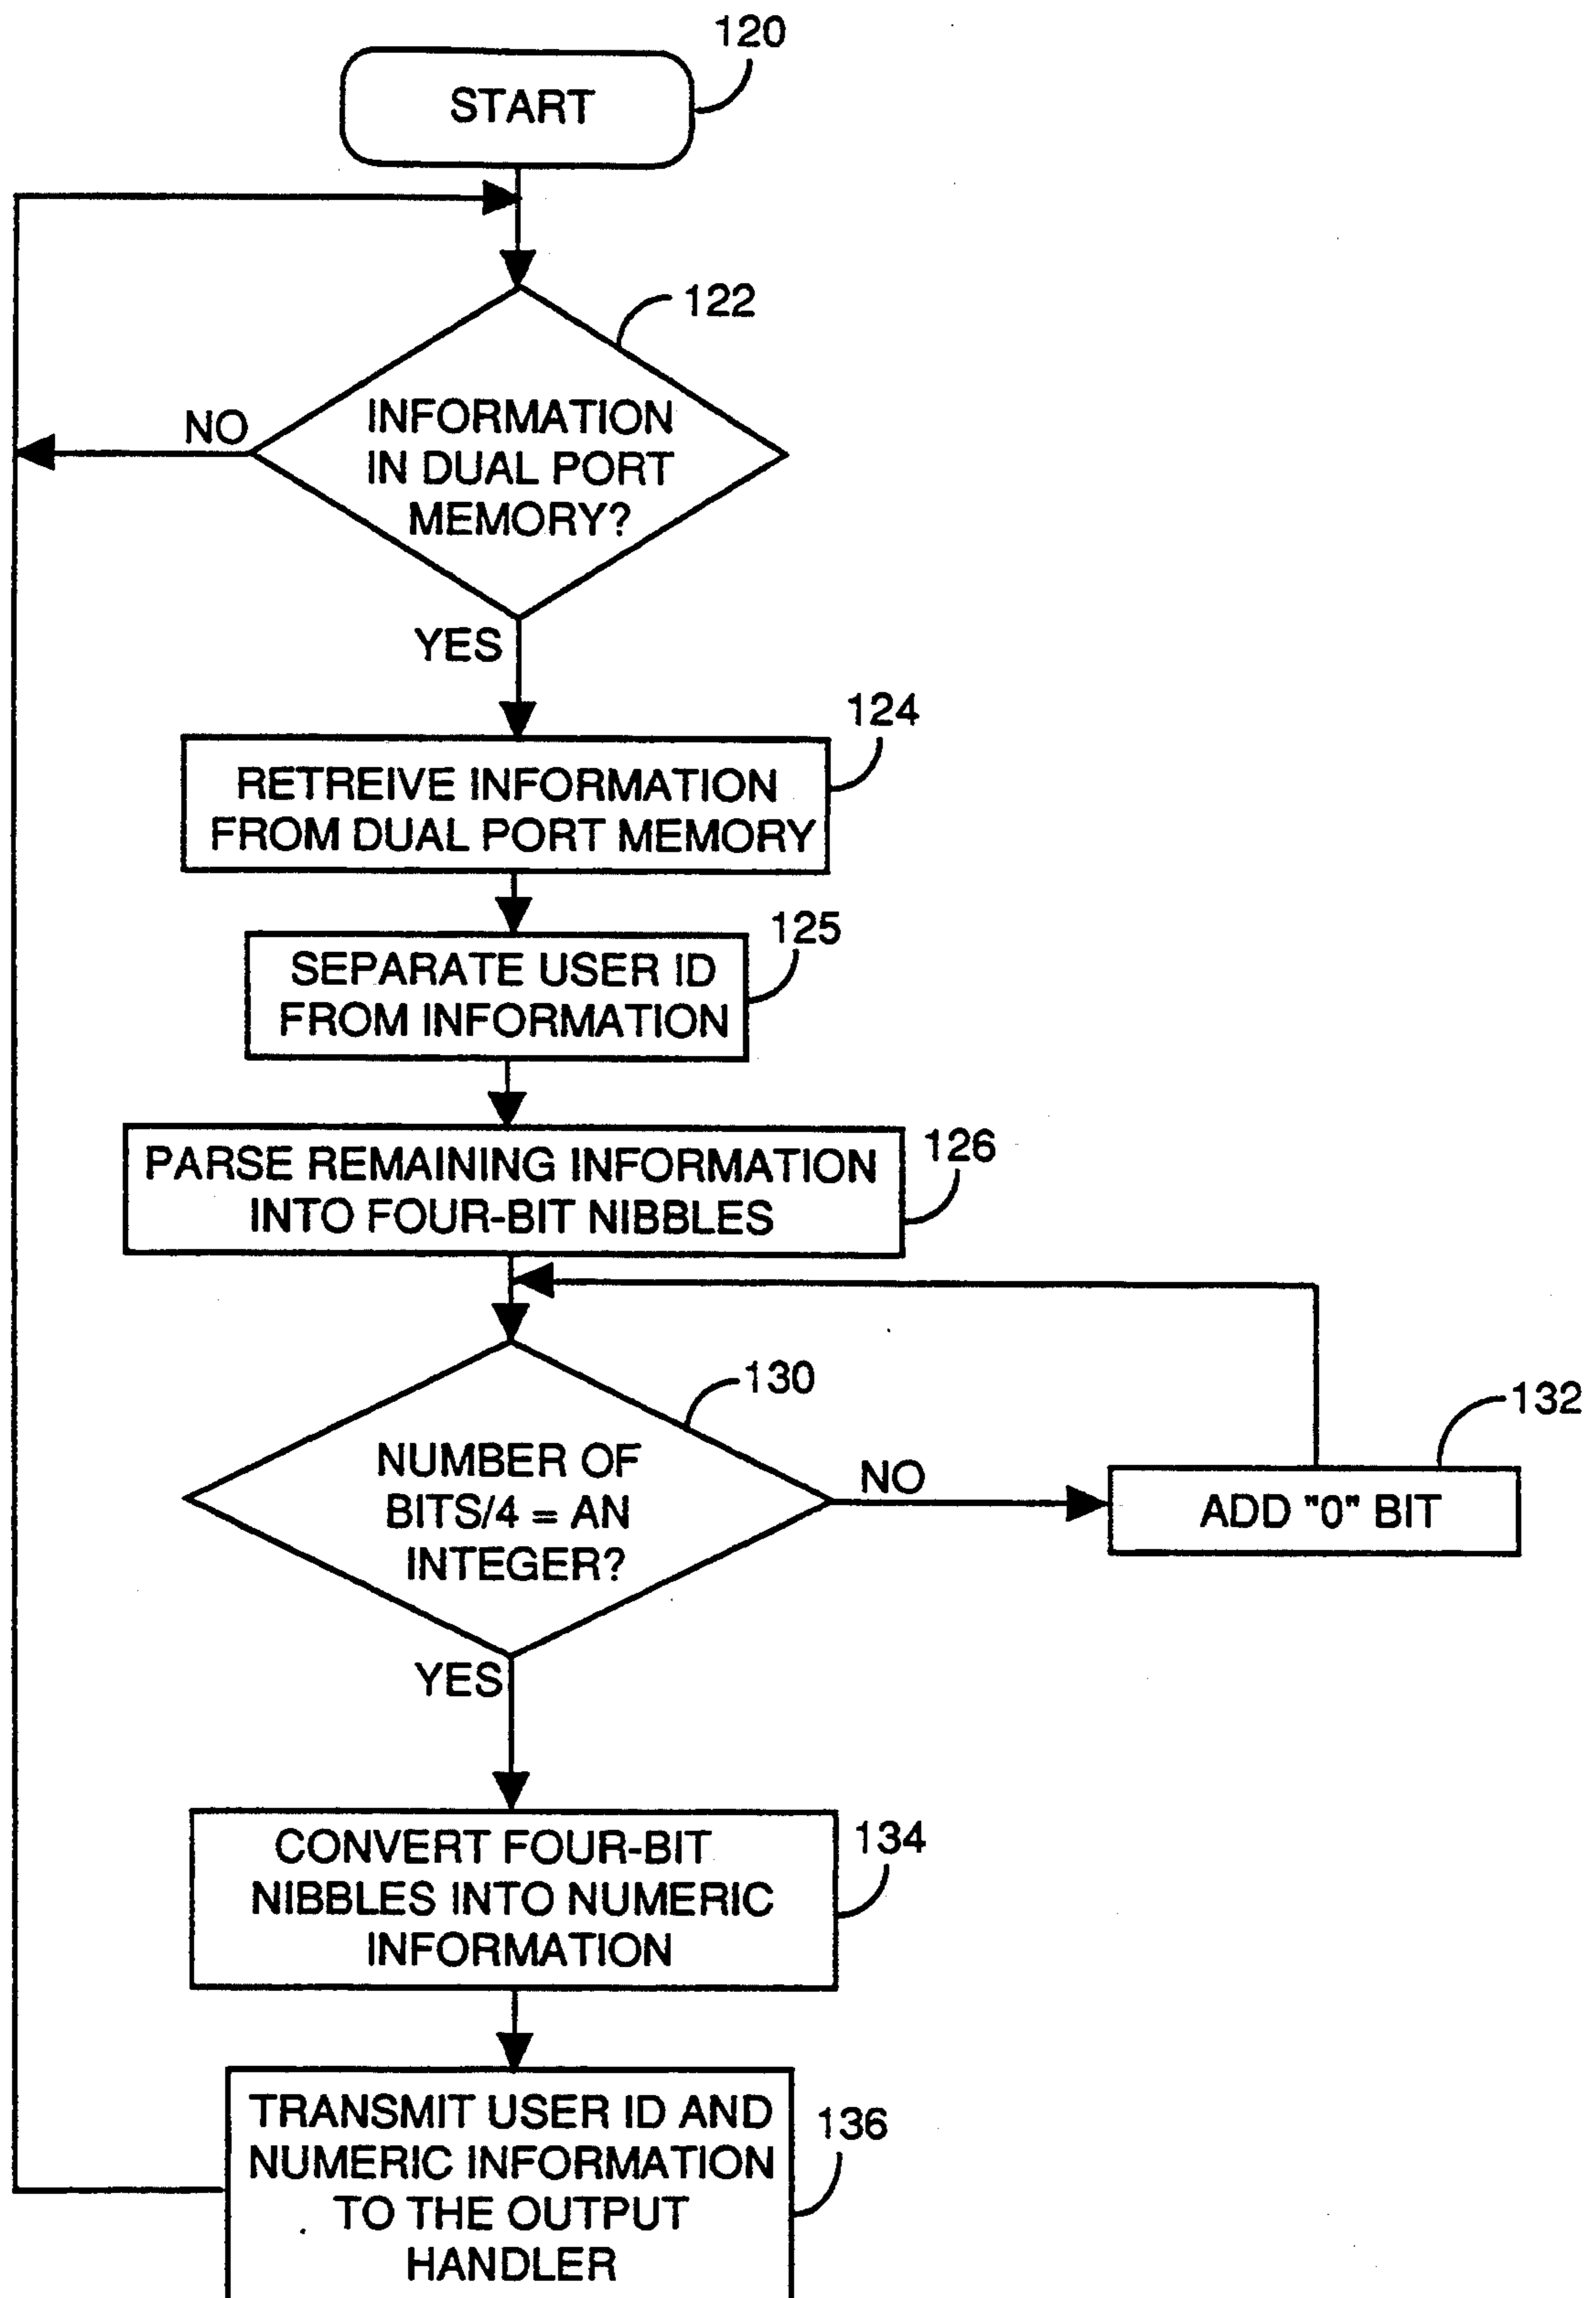 120
START
122
INFORMATION
IN DUAL PORT
MEMORY?
NO
YES
124
RETREIVE INFORMATION
FROM DUAL PORT MEMORY
125
SEPARATE USER ID
FROM INFORMATION
126
PARSE REMAINING INFORMATION
INTO FOUR-BIT NIBBLES
130
NUMBER OF
BITS/4 = AN
INTEGER?
NO
132
ADD "0" BIT
YES
134
CONVERT FOUR-BIT
NIBBLES INTO NUMERIC
INFORMATION
136
TRANSMIT USER ID AND
NUMERIC INFORMATION
TO THE OUTPUT
HANDLER